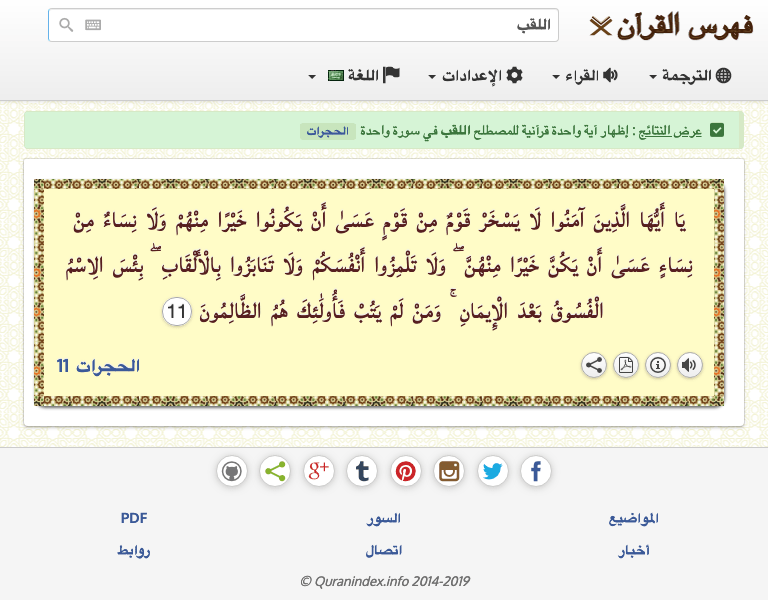 فهرس القرآن
اللقب
الترجمة القراء الإعدادات اللغة
عرض النتائج : إظهار آية واحدة قرآنية للمصطلح اللقب في سورة واحدة الحجرات
يَا أَيُّهَا الَّذِينَ آمَنُوا لَا يَسْخَرْ قَوْمٌ مِنْ قَوْمٍ عَسَىٰ أَنْ يَكُونُوا خَيْرًا مِنْهُمْ وَلَا نِسَاءٌ مِنْ
نِسَاءٍ عَسَىٰ أَنْ يَكُنَّ خَيْرًا مِنْهُنَّ ۖ وَلَا تَلْمِزُوا أَنْفُسَكُمْ وَلَا تَنَابَزُوا بِالْأَلْقَابِ ۖ بِئْسَ الِاسْمُ
الْفُسُوقُ بَعْدَ الْإِيمَانِ ۚ وَمَنْ لَمْ يَتُبْ فَأُولَٰئِكَ هُمُ الظَّالِمُونَ 11
الحجرات 11
المواضيع السور PDF
أخبار اتصال روابط
© Quranindex.info 2014-2019